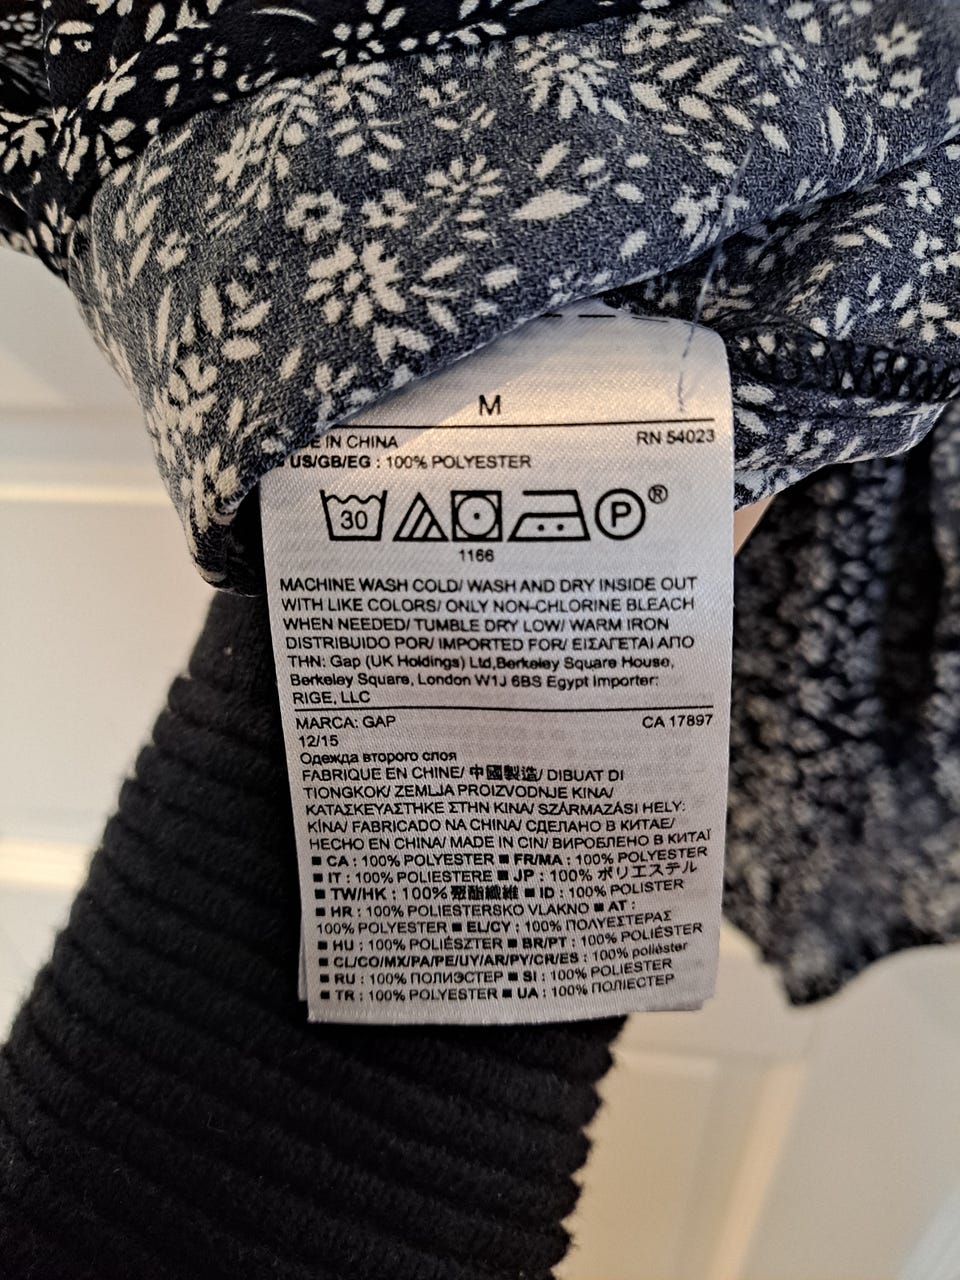 M
IN CHINA RN 54023
US/GB/EG : 100% POLYESTER
30 P ®
1166
MACHINE WASH COLD/ WASH AND DRY INSIDE OUT
WITH LIKE COLORS/ ONLY NON-CHLORINE BLEACH
WHEN NEEDED/ TUMBLE DRY LOW/ WARM IRON
DISTRIBUIDO POR/ IMPORTED FOR/ ΕΙΣΑΓΕΤΑΙ ΑΠΟ
ΤΗΝ: Gap (UK Holdings) Ltd,Berkeley Square House,
Berkeley Square, London W1J 6BS Egypt Importer:
RIGE, LLC
MARCA: GAP CA 17897
12/15
Одежда второго слоя
FABRIQUE EN CHINE/ 中國製造/ DIBUAT DI
TIONGKOK/ ZEMLJA PROIZVODNJE KINA/
ΚΑΤΑΣΚΕΥΑΣΤΗΚΕ ΣΤΗΝ ΚΙΝΑ/ SZÁRMAZÁSI HELY:
KÍNA/ FABRICADO NA CHINA/ СДЕЛАНО В КИТАЕ/
HECHO EN CHINA/ MADE IN CIN/ ВИРОБЛЕНО В КИТАЇ
■ CA : 100% POLYESTER ■ FR/MA : 100% POLYESTER
■ IT : 100% POLIESTERE ■ JP : 100% ポリエステル
■ TW/HK : 100% 聚酯纖維 ■ ID : 100% POLISTER
■ HR : 100% POLIESTERSKO VLAKNO ■ AT :
100% POLYESTER ■ EL/CY : 100% ΠΟΛΥΕΣΤΕΡΑΣ
■ HU : 100% POLIÉSZTER ■ BR/PT : 100% POLIÉSTER
■ CL/CO/MX/PA/PE/UY/AR/PY/CR/ES : 100% poliéster
■ RU : 100% ПОЛИЭСТЕР ■ SI : 100% POLIESTER
■ TR : 100% POLYESTER ■ UA : 100% ПОЛІЕСТЕР